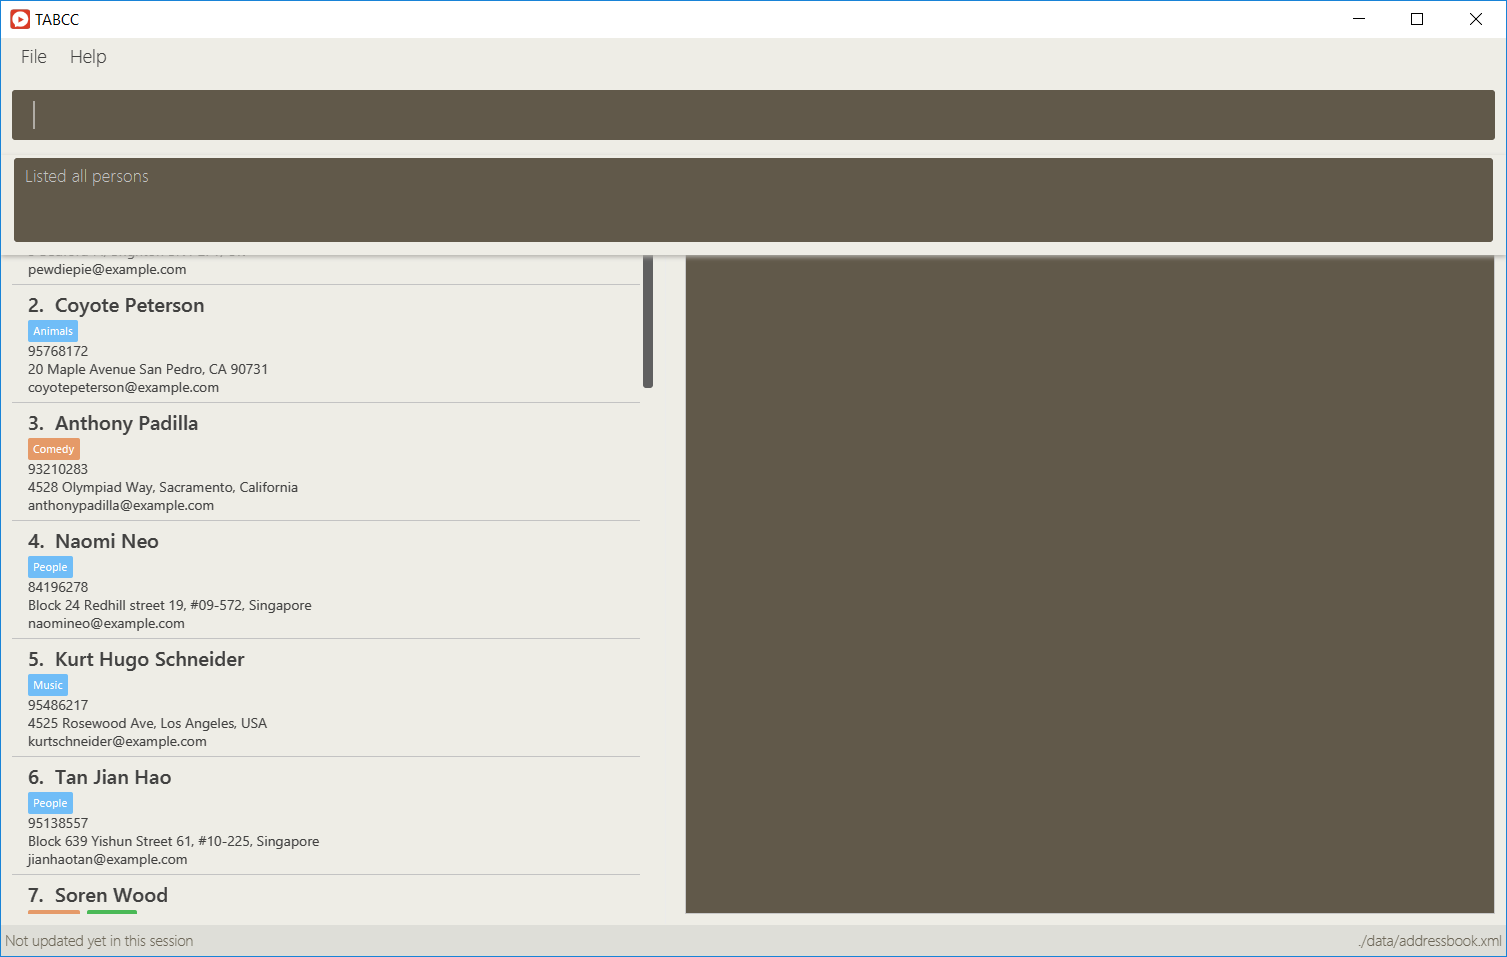 TABCC
File Help
Listed all persons
pewdiepie@example.com
2. Coyote Peterson
Animals
95768172
20 Maple Avenue San Pedro, CA 90731
coyotepeterson@example.com
3. Anthony Padilla
Comedy
93210283
4528 Olympiad Way, Sacramento, California
anthonypadilla@example.com
4. Naomi Neo
People
84196278
Block 24 Redhill street 19, #09-572, Singapore
naomineo@example.com
5. Kurt Hugo Schneider
Music
95486217
4525 Rosewood Ave, Los Angeles, USA
kurtschneider@example.com
6. Tan Jian Hao
People
95138557
Block 639 Yishun Street 61, #10-225, Singapore
jianhaotan@example.com
7. Soren Wood
Not updated yet in this session
./data/addressbook.xml